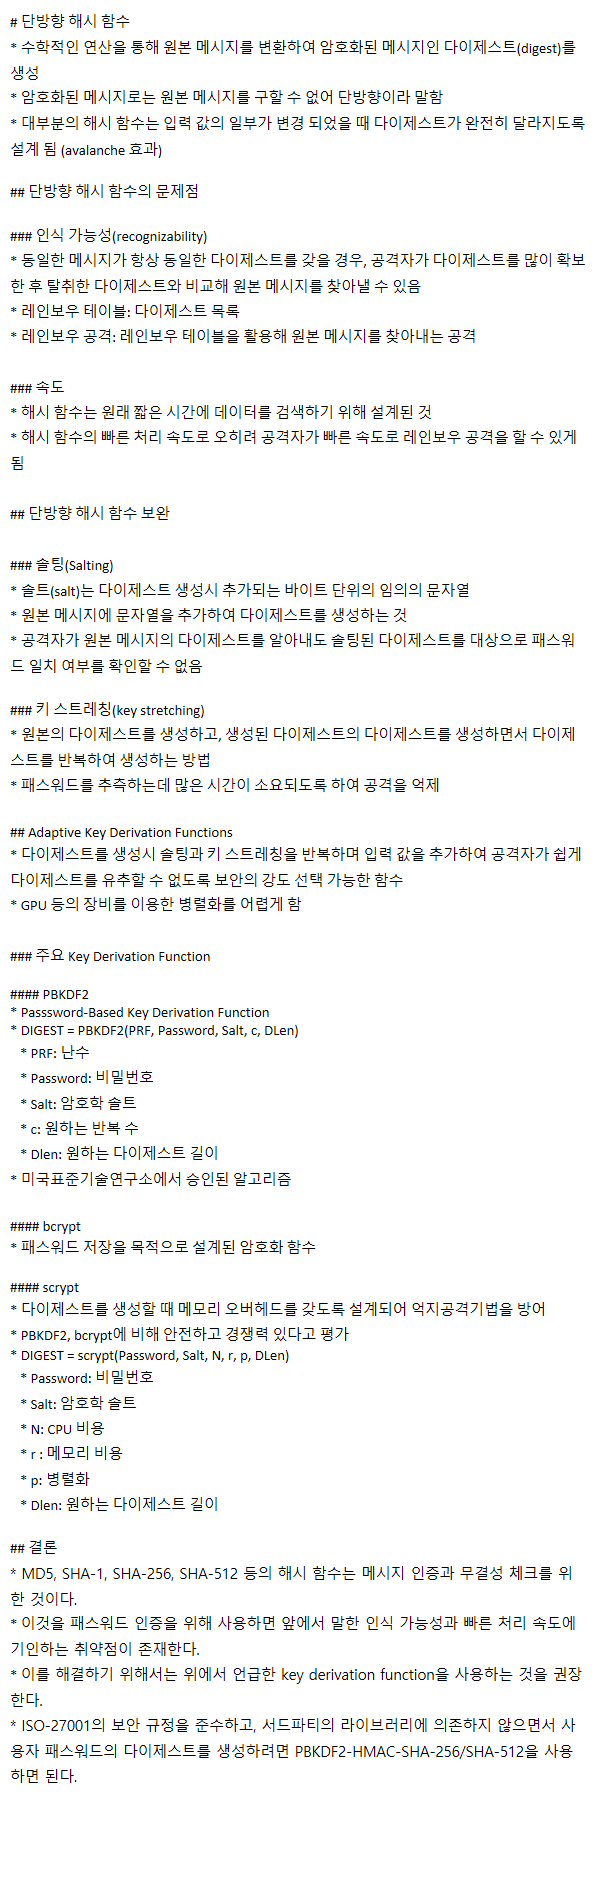 # 단방향 해시 함수
* 수학적인 연산을 통해 원본 메시지를 변환하여 암호화된 메시지인 다이제스트(digest)를
생성
* 암호화된 메시지로는 원본 메시지를 구할 수 없어 단방향이라 말함
* 대부분의 해시 함수는 입력 값의 일부가 변경 되었을 때 다이제스트가 완전히 달라지도록
설계 됨 (avalanche 효과)
## 단방향 해시 함수의 문제점
### 인식 가능성(recognizability)
* 동일한 메시지가 항상 동일한 다이제스트를 갖을 경우, 공격자가 다이제스트를 많이 확보
한 후 탈취한 다이제스트와 비교해 원본 메시지를 찾아낼 수 있음
* 레인보우 테이블: 다이제스트 목록
* 레인보우 공격: 레인보우 테이블을 활용해 원본 메시지를 찾아내는 공격
### 속도
* 해시 함수는 원래 짧은 시간에 데이터를 검색하기 위해 설계된 것
* 해시 함수의 빠른 처리 속도로 오히려 공격자가 빠른 속도로 레인보우 공격을 할 수 있게
됨
## 단방향 해시 함수 보완
### 솔팅(Salting)
* 솔트(salt)는 다이제스트 생성시 추가되는 바이트 단위의 임의의 문자열
* 원본 메시지에 문자열을 추가하여 다이제스트를 생성하는 것
* 공격자가 원본 메시지의 다이제스트를 알아내도 솔팅된 다이제스트를 대상으로 패스워
드 일치 여부를 확인할 수 없음
### 키 스트레칭(key stretching)
* 원본의 다이제스트를 생성하고, 생성된 다이제스트의 다이제스트를 생성하면서 다이제
스트를 반복하여 생성하는 방법
* 패스워드를 추측하는데 많은 시간이 소요되도록 하여 공격을 억제
## Adaptive Key Derivation Functions
* 다이제스트를 생성시 솔팅과 키 스트레칭을 반복하며 입력 값을 추가하여 공격자가 쉽게
다이제스트를 유추할 수 없도록 보안의 강도 선택 가능한 함수
* GPU 등의 장비를 이용한 병렬화를 어렵게 함
### 주요 Key Derivation Function
#### PBKDF2
* Passsword-Based Key Derivation Function
* DIGEST = PBKDF2(PRF, Password, Salt, c, DLen)
* PRF: 난수
* Password: 비밀번호
* Salt: 암호학 솔트
* c: 원하는 반복 수
* Dlen: 원하는 다이제스트 길이
* 미국표준기술연구소에서 승인된 알고리즘
#### bcrypt
* 패스워드 저장을 목적으로 설계된 암호화 함수
#### scrypt
* 다이제스트를 생성할 때 메모리 오버헤드를 갖도록 설계되어 억지공격기법을 방어
* PBKDF2, bcrypt에 비해 안전하고 경쟁력 있다고 평가
* DIGEST = scrypt(Password, Salt, N, r, p, DLen)
* Password: 비밀번호
* Salt: 암호학 솔트
* N: CPU 비용
* r : 메모리 비용
* p: 병렬화
* Dlen: 원하는 다이제스트 길이
## 결론
* MD5, SHA-1, SHA-256, SHA-512 등의 해시 함수는 메시지 인증과 무결성 체크를 위
한 것이다.
* 이것을 패스워드 인증을 위해 사용하면 앞에서 말한 인식 가능성과 빠른 처리 속도에
기인하는 취약점이 존재한다.
* 이를 해결하기 위해서는 위에서 언급한 key derivation function을 사용하는 것을 권장
한다.
* ISO-27001의 보안 규정을 준수하고, 서드파티의 라이브러리에 의존하지 않으면서 사
용자 패스워드의 다이제스트를 생성하려면 PBKDF2-HMAC-SHA-256/SHA-512을 사용
하면 된다.